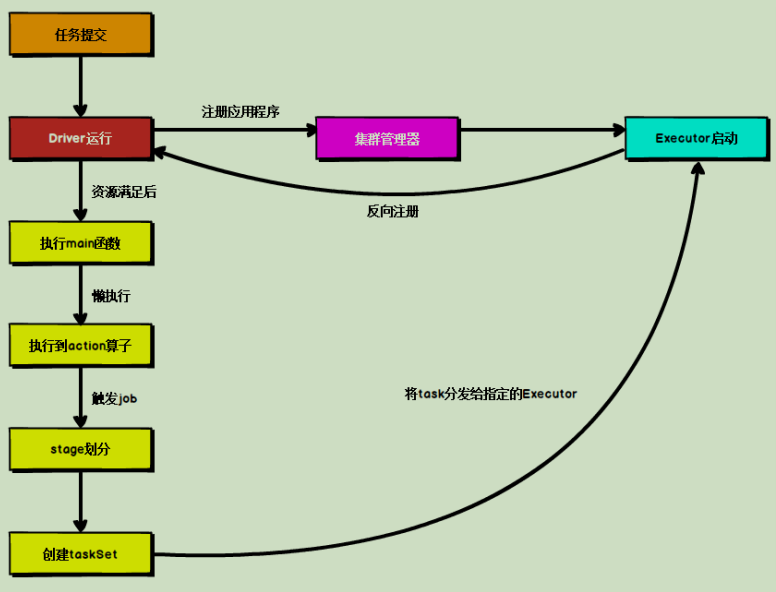 任务提交
注册应用程序
Driver运行
集群管理器
Executor启动
资源满足后
反向注册
执行main函数
懒执行
执行到action算子
触发job
将task分发给指定的Executor
stage划分
创建taskSet